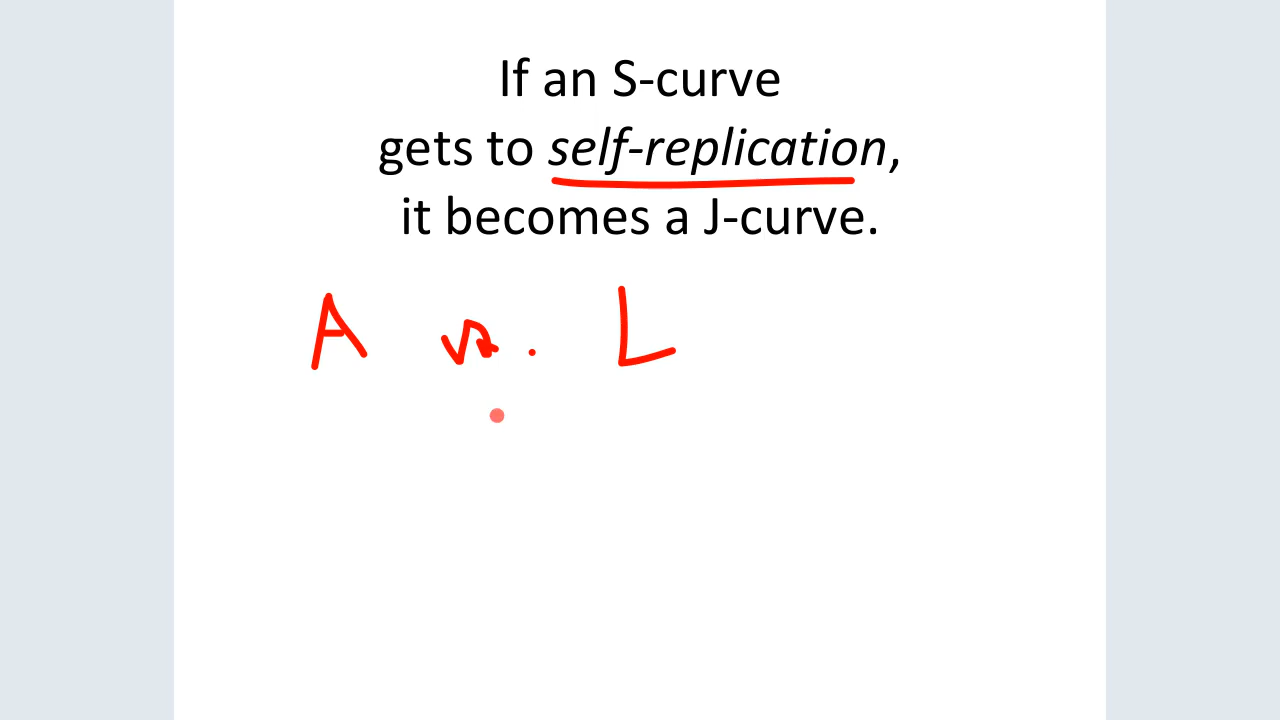 If an S-curve
gets to self-replication,
it becomes a J-curve.
A vs. L